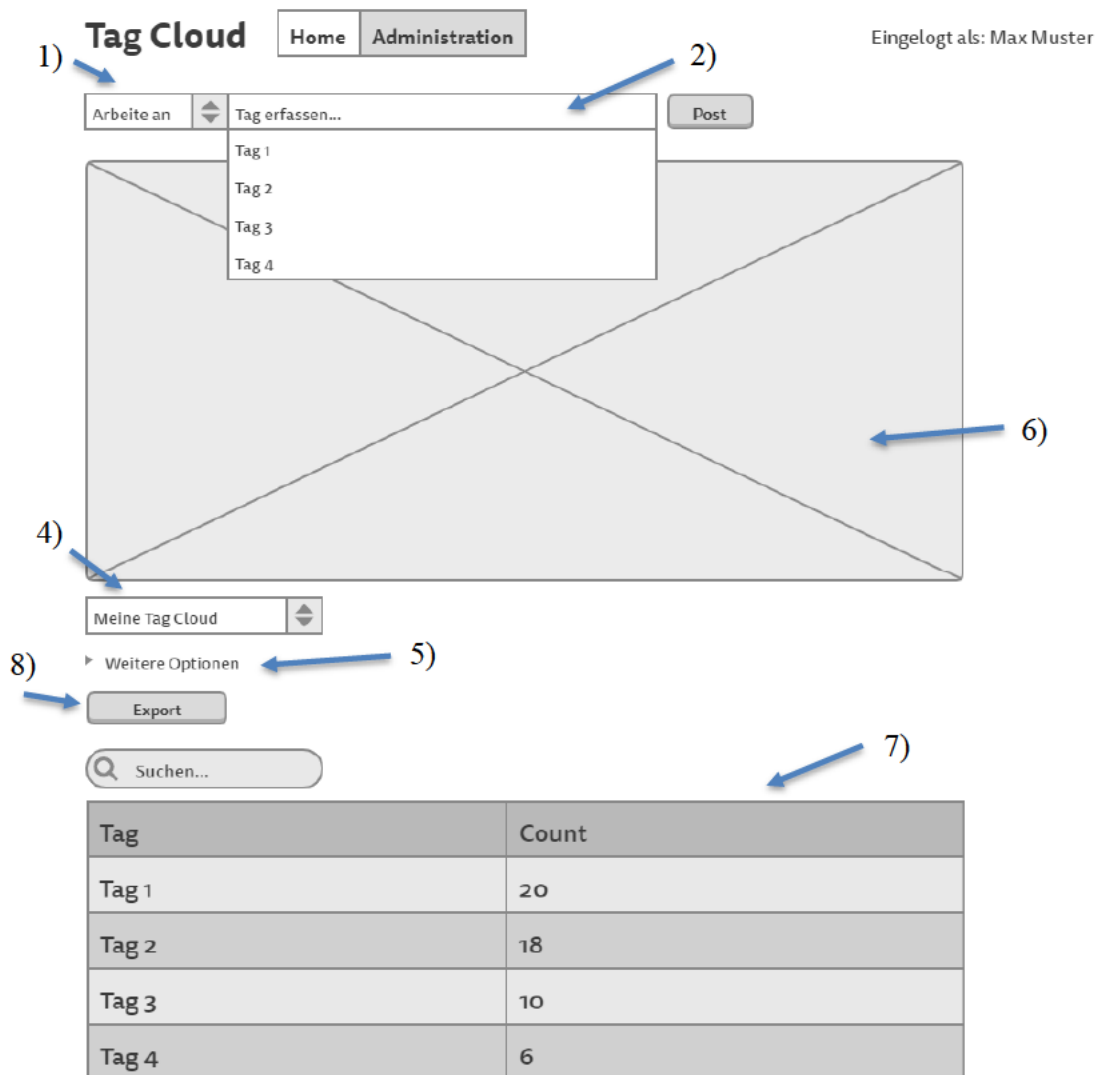 Tag Cloud Home Administration Eingelogt als: Max Muster
1) 2)
Arbeite an Tag erfassen... Post
Tag 1
Tag 2
Tag 3
Tag 4
6)
4)
Meine Tag Cloud
8) Weitere Optionen 5)
Export
7)
Suchen...
Tag Count
Tag 1 20
Tag 2 18
Tag 3 10
Tag 4 6